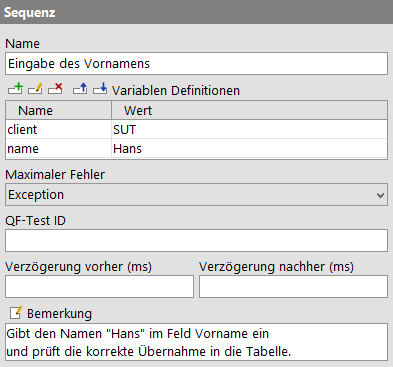 Sequenz
Name
Eingabe des Vornamens
Variablen Definitionen
Name Wert
client SUT
name Hans
Maximaler Fehler
Exception
QF-Test ID
Verzögerung vorher (ms) Verzögerung nachher (ms)
Bemerkung
Gibt den Namen "Hans" im Feld Vorname ein
und prüft die korrekte Übernahme in die Tabelle.